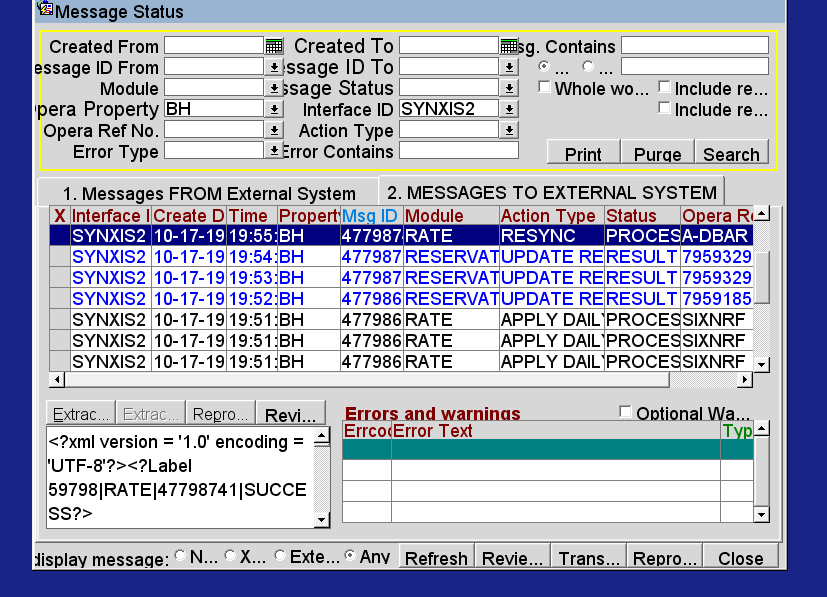 Message Status
Created From Created To sg. Contains
essage ID From ssage ID To ... ...
Module ssage Status Whole wo... Include re...
pera Property BH Interface ID SYNXIS2 Include re...
Opera Ref No. Action Type
Error Type Error Contains Print Purge Search
1. Messages FROM External System 2. MESSAGES TO EXTERNAL SYSTEM
X Interface I Create D Time Propert Msg ID Module Action Type Status Opera Re
SYNXIS2 10-17-19 19:55: BH 477987 RATE RESYNC PROCES A-DBAR
SYNXIS2 10-17-19 19:54: BH 477987 RESERVAT UPDATE RE RESULT 7959329
SYNXIS2 10-17-19 19:53: BH 477987 RESERVAT UPDATE RE RESULT 7959329
SYNXIS2 10-17-19 19:52: BH 477986 RESERVAT UPDATE RE RESULT 7959185
SYNXIS2 10-17-19 19:51: BH 477986 RATE APPLY DAIL PROCES SIXNRF
SYNXIS2 10-17-19 19:51: BH 477986 RATE APPLY DAIL PROCES SIXNRF
SYNXIS2 10-17-19 19:51: BH 477986 RATE APPLY DAIL PROCES SIXNRF
Extrac... Extrac... Repro... Revi... Errors and warnings Optional Wa...
Errcod Error Text Typ
<?xml version = '1.0' encoding =
'UTF-8'?><?Label
59798|RATE|47798741|SUCCE
SS?>
display message: N... X... Exte... Any Refresh Revie... Trans... Repro... Close